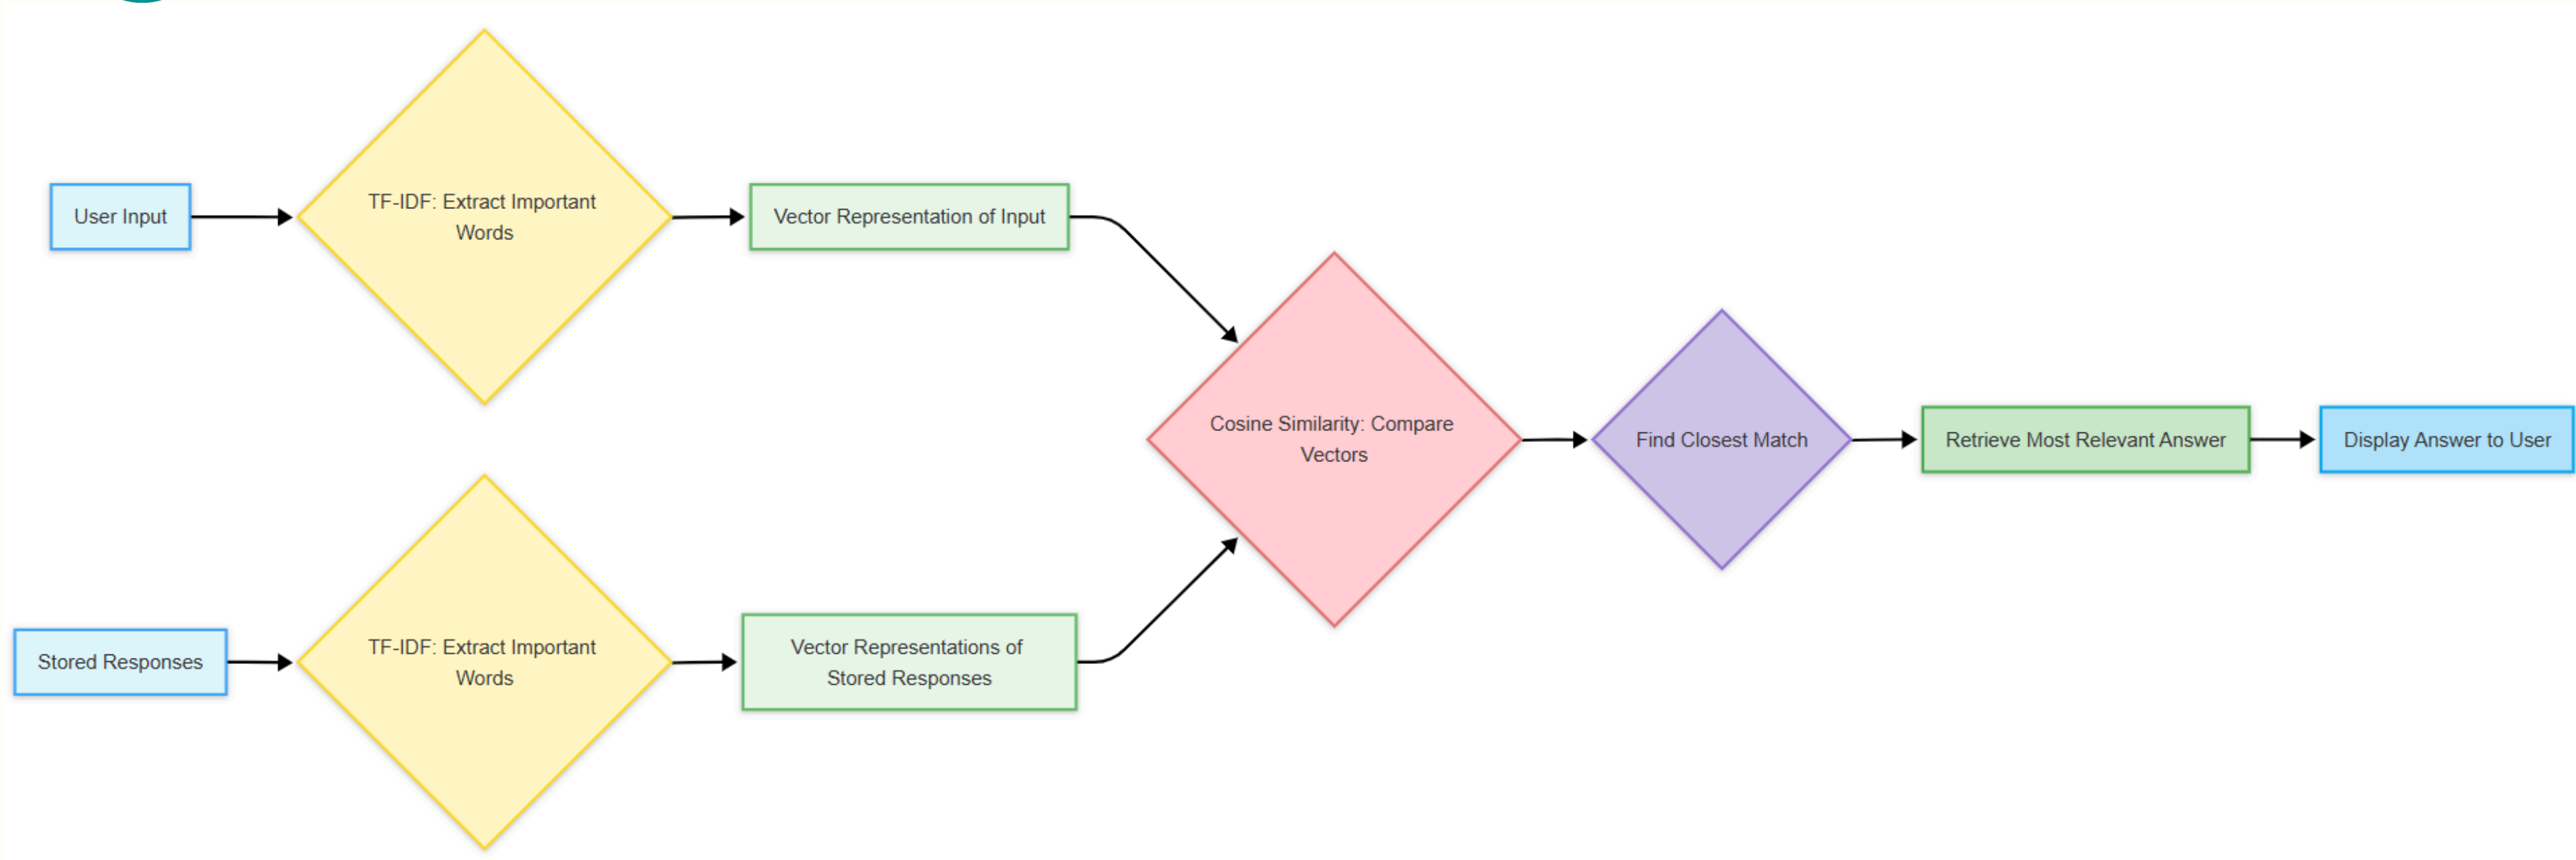 User Input
TF-IDF: Extract Important
Words
Vector Representation of Input
Stored Responses
TF-IDF: Extract Important
Words
Vector Representations of
Stored Responses
Cosine Similarity: Compare
Vectors
Find Closest Match
Retrieve Most Relevant Answer
Display Answer to User